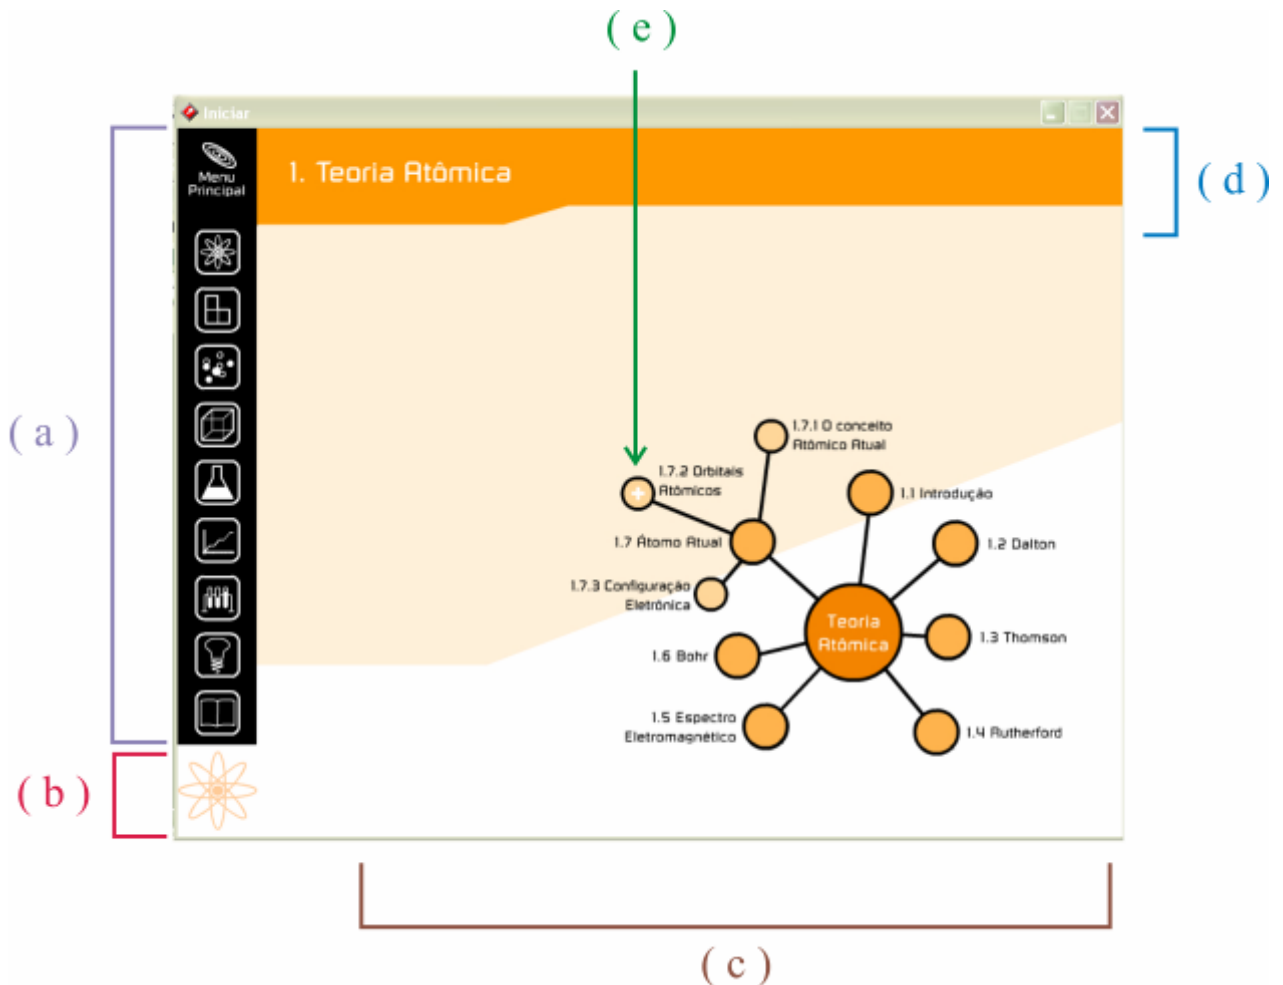 ( e )
Iniciar
Menu
Principal
1. Teoria Atômica
( d )
( a )
1.7.1 O conceito
Atômico Atual
1.7.2 Orbitais
Atômicos
1.1 Introdução
1.7 Átomo Atual
1.2 Dalton
1.7.3 Configuração
Eletrônica
Teoria
Atômica
1.3 Thomson
1.6 Bohr
1.5 Espectro
Eletromagnético
1.4 Rutherford
( b )
( c )